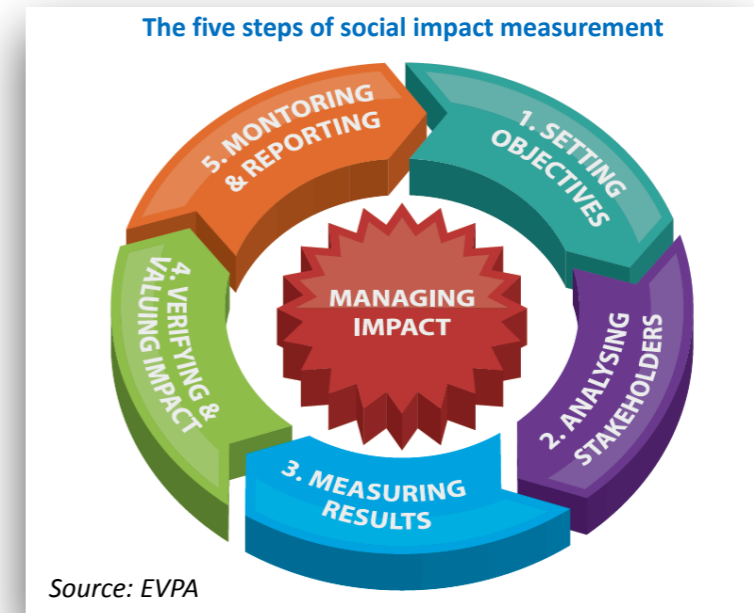 The five steps of social impact measurement
1. SETTING
OBJECTIVES
2. ANALYSING
STAKEHOLDERS
3. MEASURING
RESULTS
4. VERIFYING &
VALUING IMPACT
5. MONTORING
& REPORTING
MANAGING
IMPACT
Source: EVPA